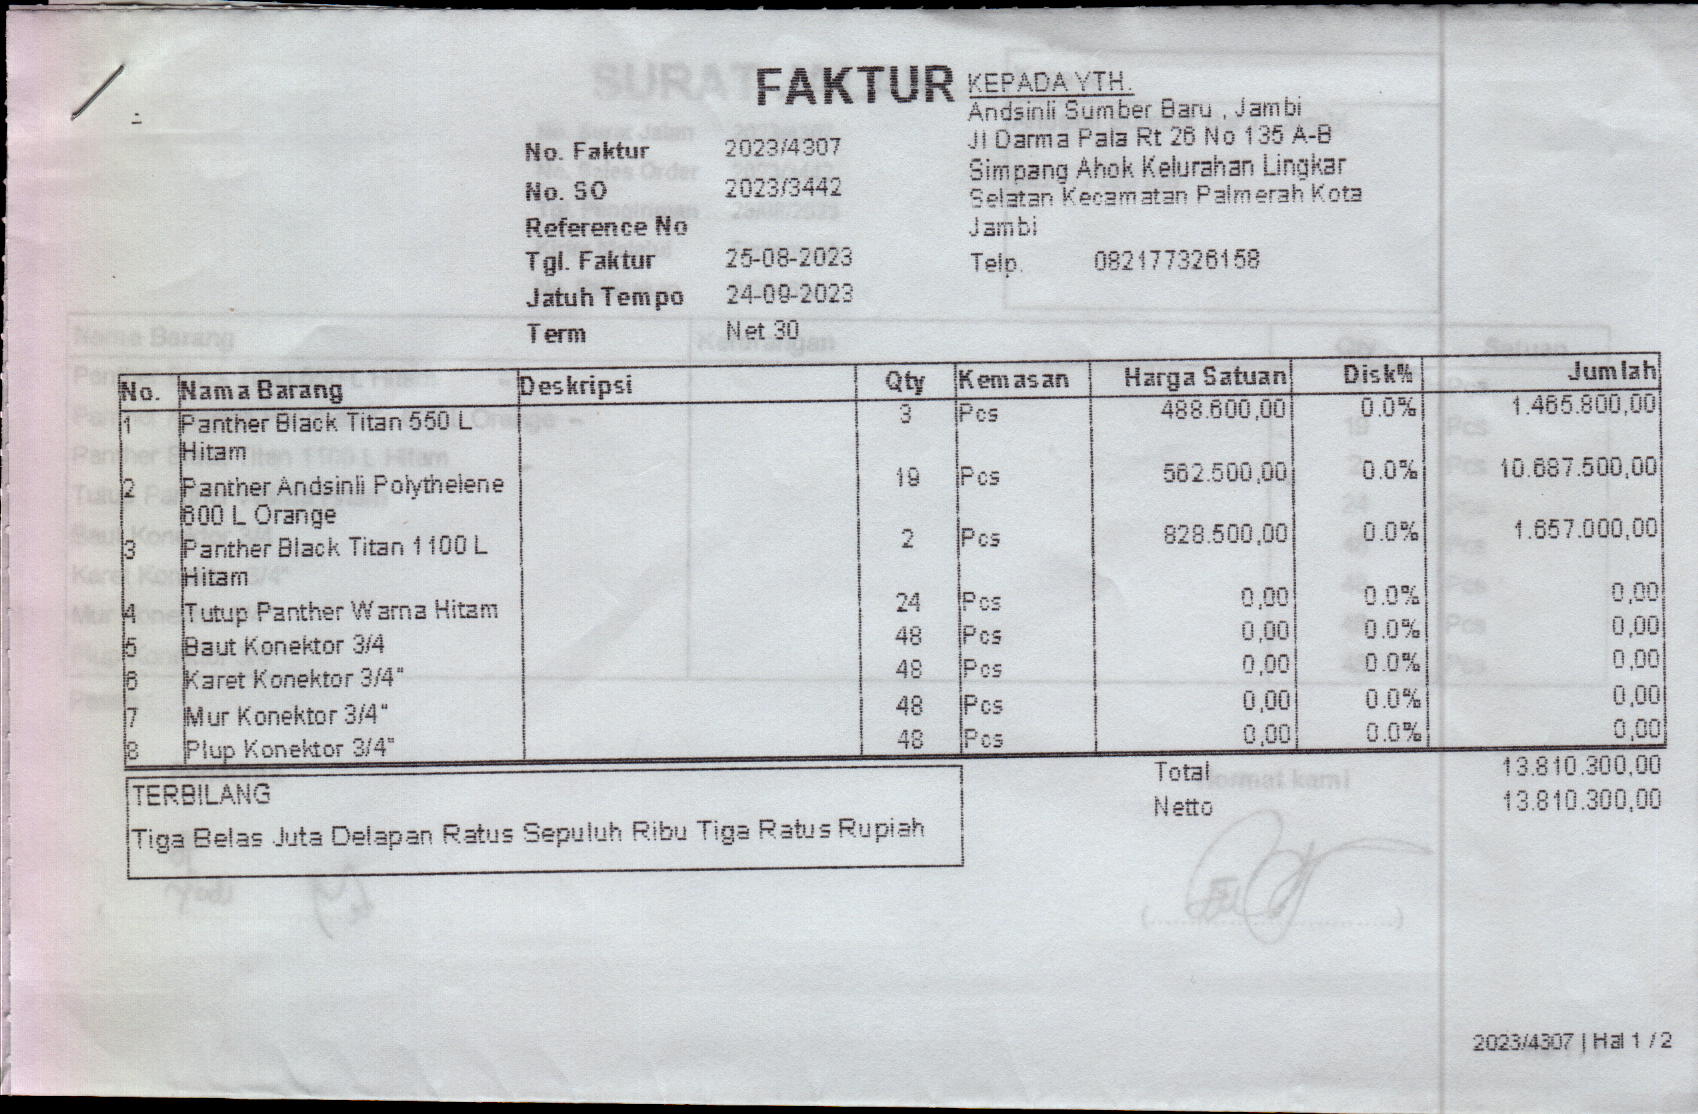 FAKTUR
KEPADA YTH.
Andsinli Sumber Baru , Jambi
Jl Darma Pala Rt 26 No 135 A-B
Simpang Ahok Kelurahan Lingkar
Selatan Kecamatan Palmerah Kota
Jambi
Telp. 082177326158
No. Faktur 2023/4307
No. SO 2023/3442
Reference No
Tgl. Faktur 25-08-2023
Jatuh Tempo 24-09-2023
Term Net 30
No. Nama Barang Deskripsi Qty Kemasan Harga Satuan Disk% Jumlah
1 Panther Black Titan 550 L 3 Pcs 488.600,00 0.0% 1.465.800,00
Hitam
2 Panther Andsinli Polythelene 19 Pcs 562.500,00 0.0% 10.687.500,00
600 L Orange
3 Panther Black Titan 1100 L 2 Pcs 828.500,00 0.0% 1.657.000,00
Hitam
4 Tutup Panther Warna Hitam 24 Pcs 0,00 0.0% 0,00
5 Baut Konektor 3/4 48 Pcs 0,00 0.0% 0,00
6 Karet Konektor 3/4" 48 Pcs 0,00 0.0% 0,00
7 Mur Konektor 3/4" 48 Pcs 0,00 0.0% 0,00
8 Plup Konektor 3/4" 48 Pcs 0,00 0.0% 0,00
Total 13.810.300,00
Netto 13.810.300,00
TERBILANG
Tiga Belas Juta Delapan Ratus Sepuluh Ribu Tiga Ratus Rupiah
2023/4307 | Hal 1 / 2